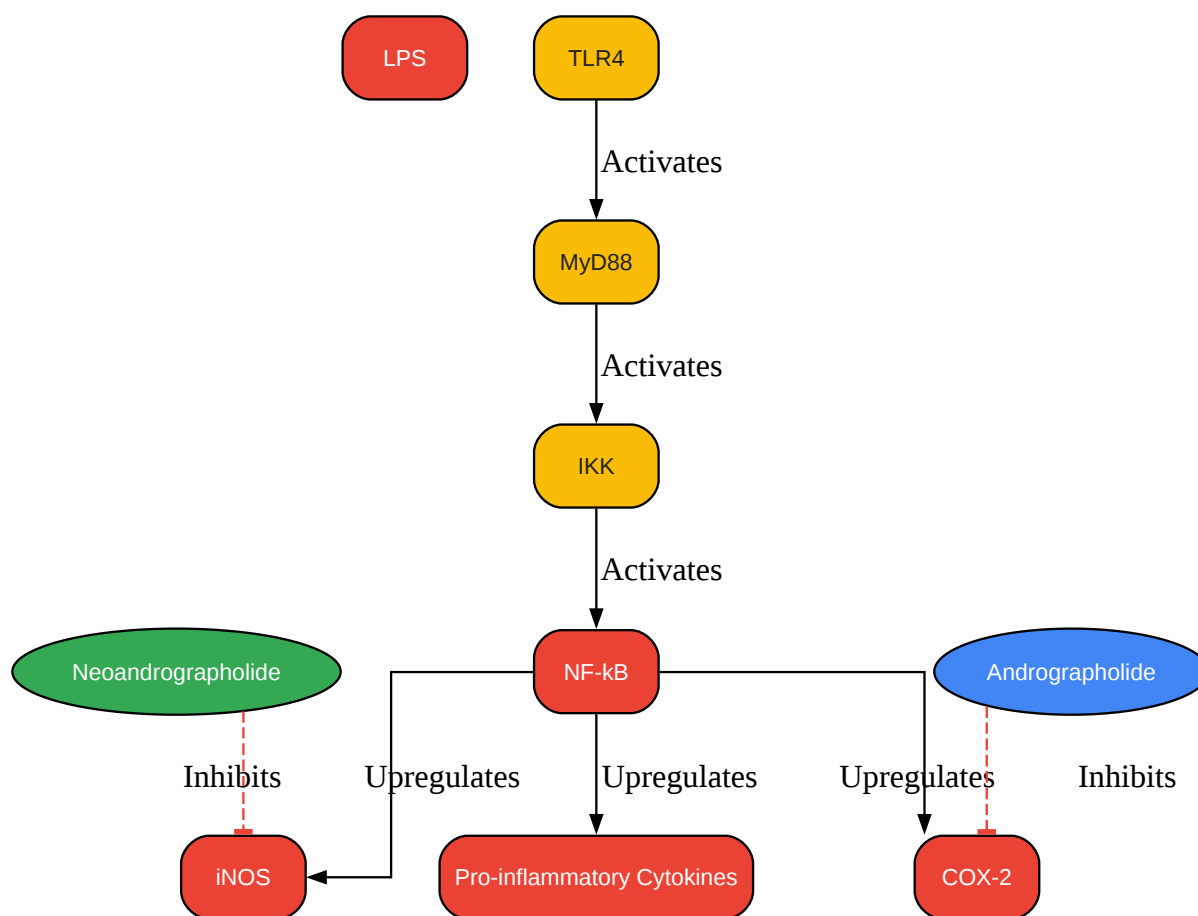 LPS
TLR4
Activates
MyD88
Activates
IKK
Activates
Neoandrographolide
NF-kB
Andrographolide
Inhibits
Upregulates
Upregulates
Upregulates
Inhibits
iNOS
Pro-inflammatory Cytokines
COX-2